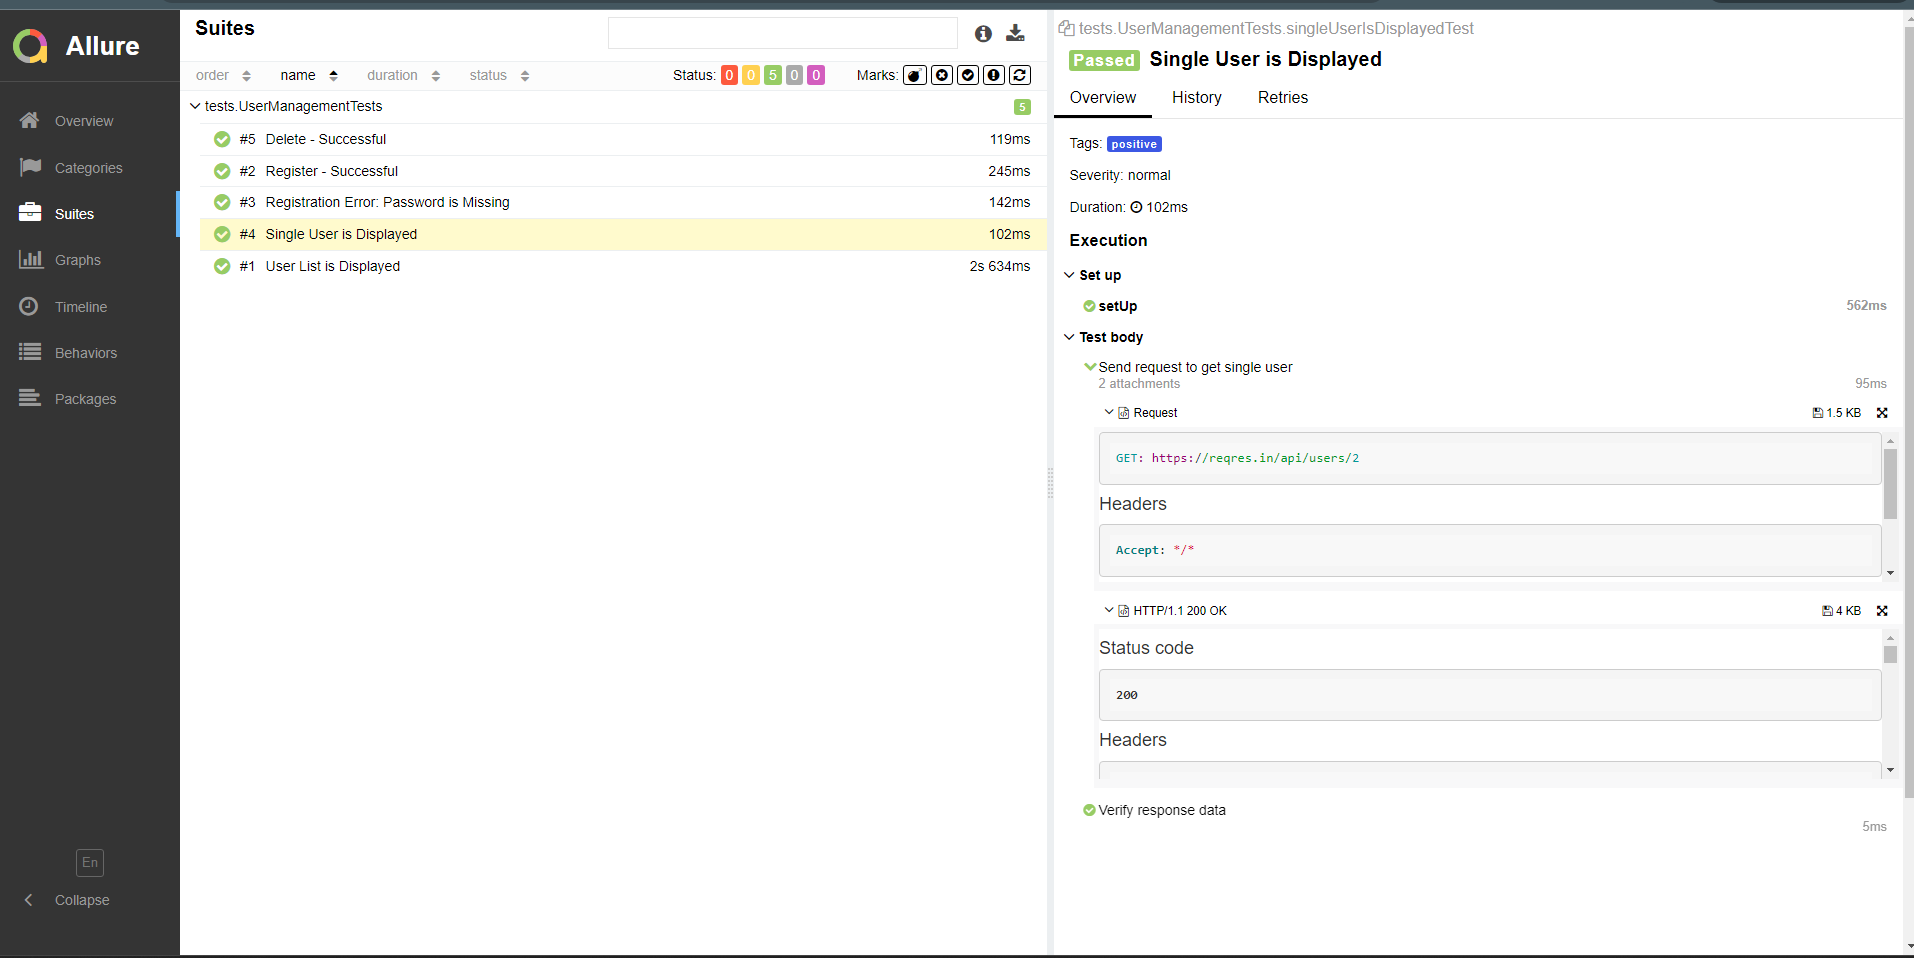 Allure
Overview
Categories
Suites
Graphs
Timeline
Behaviors
Packages
En
Collapse
Suites
order name duration status Status: 0 0 5 0 0 Marks:
tests.UserManagementTests 5
#5 Delete - Successful 119ms
#2 Register - Successful 245ms
#3 Registration Error: Password is Missing 142ms
#4 Single User is Displayed 102ms
#1 User List is Displayed 2s 634ms
tests.UserManagementTests.singleUserIsDisplayedTest
Passed Single User is Displayed
Overview History Retries
Tags: positive
Severity: normal
Duration: 102ms
Execution
Set up
setUp 562ms
Test body
Send request to get single user
2 attachments 95ms
Request 1.5 KB
GET: https://reqres.in/api/users/2
Headers
Accept: */*
HTTP/1.1 200 OK 4 KB
Status code
200
Headers
Verify response data
5ms